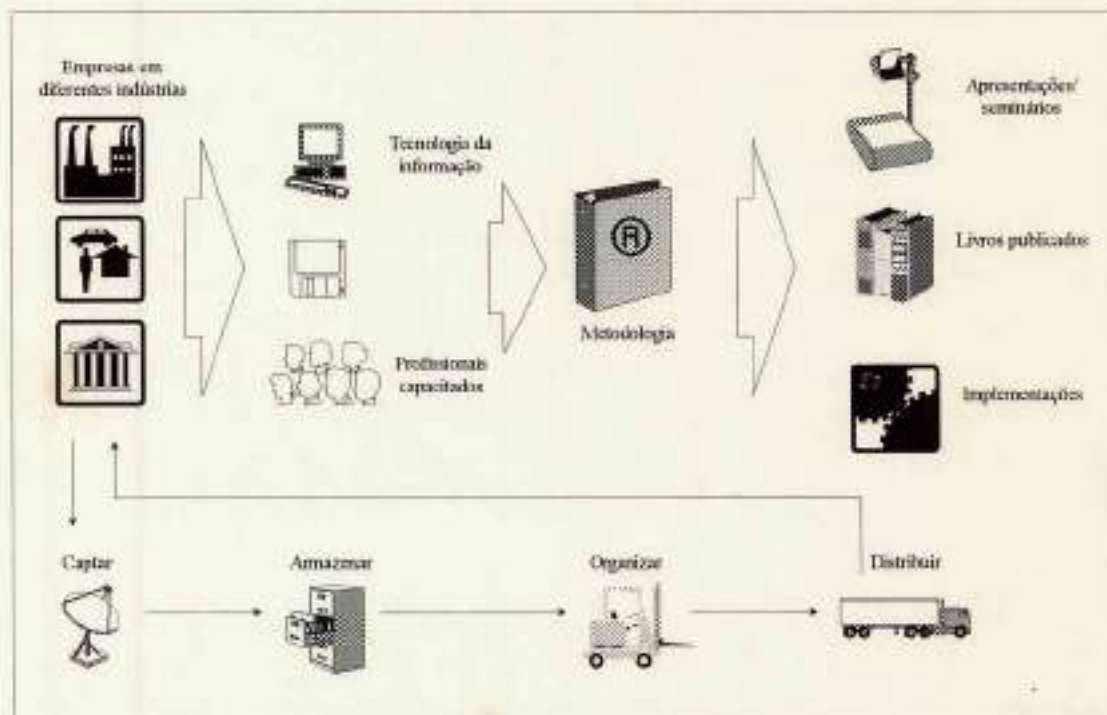 Empresas em
diferentes indústrias
Tecnologia da
informação
Profissionais
capacitados
R
Metodologia
Apresentações/
seminários
Livros publicados
Implementações
Captar
Armazenar
Organizar
Distribuir